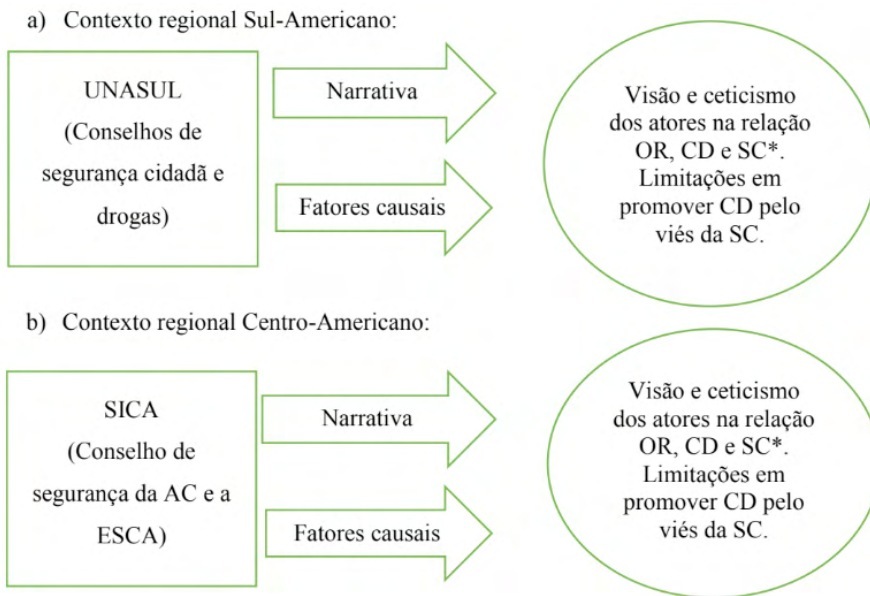 a) Contexto regional Sul-Americano:
UNASUL
(Conselhos de
segurança cidadã e
drogas)
Narrativa
Fatores causais
Visão e ceticismo
dos atores na relação
OR, CD e SC*.
Limitações em
promover CD pelo
viés da SC.
b) Contexto regional Centro-Americano:
SICA
(Conselho de
segurança da AC e a
ESCA)
Narrativa
Fatores causais
Visão e ceticismo
dos atores na relação
OR, CD e SC*.
Limitações em
promover CD pelo
viés da SC.